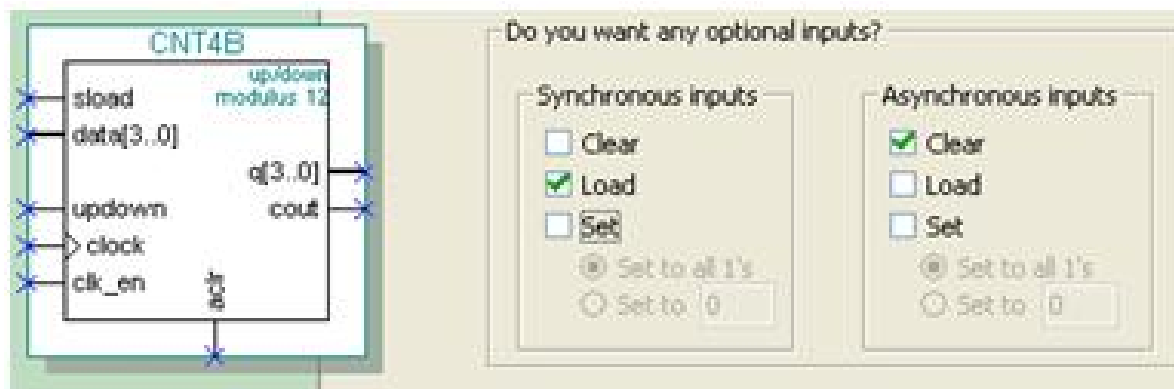 CNT4B
up/down
modulus 12
sload
data[3..0]
q[3..0]
updown
cout
clock
clk_en
aclr
Do you want any optional inputs?
Synchronous inputs
Clear
Load
Set
Set to all 1's
Set to 0
Asynchronous inputs
Clear
Load
Set
Set to all 1's
Set to 0